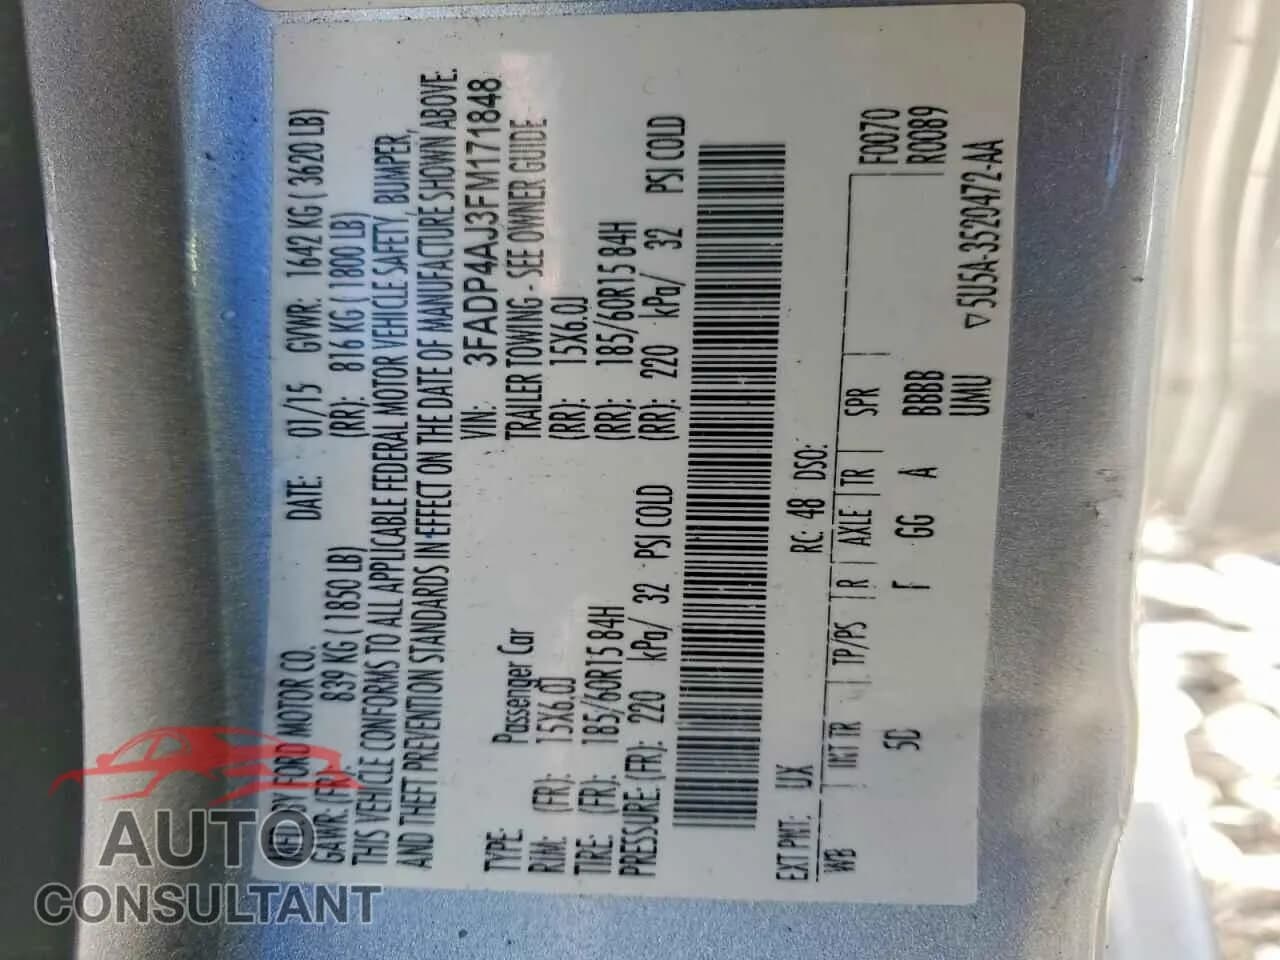 MFD. BY FORD MOTOR CO. DATE: 01/15 GVWR: 1642 KG ( 3620 LB)
GAWR: (FR): 839 KG ( 1850 LB) (RR): 816 KG ( 1800 LB)
THIS VEHICLE CONFORMS TO ALL APPLICABLE FEDERAL MOTOR VEHICLE SAFETY, BUMPER,
AND THEFT PREVENTION STANDARDS IN EFFECT ON THE DATE OF MANUFACTURE SHOWN ABOVE.
VIN: 3FADP4AJ3FM171848
TYPE: Passenger Car TRAILER TOWING - SEE OWNER GUIDE
RIM: (FR): 15X6.0J (RR): 15X6.0J
TIRE: (FR): 185/60R15 84H (RR): 185/60R15 84H
PRESSURE: (FR): 220 kPa/ 32 PSI COLD (RR): 220 kPa/ 32 PSI COLD
EXT PNT: UX RC: 48 DSO:
WB INT TR TP/PS R AXLE TR SPR F0070
5D F GG A BBBB R0089
UMU
▽5U5A-3520472-AA
AUTO
CONSULTANT